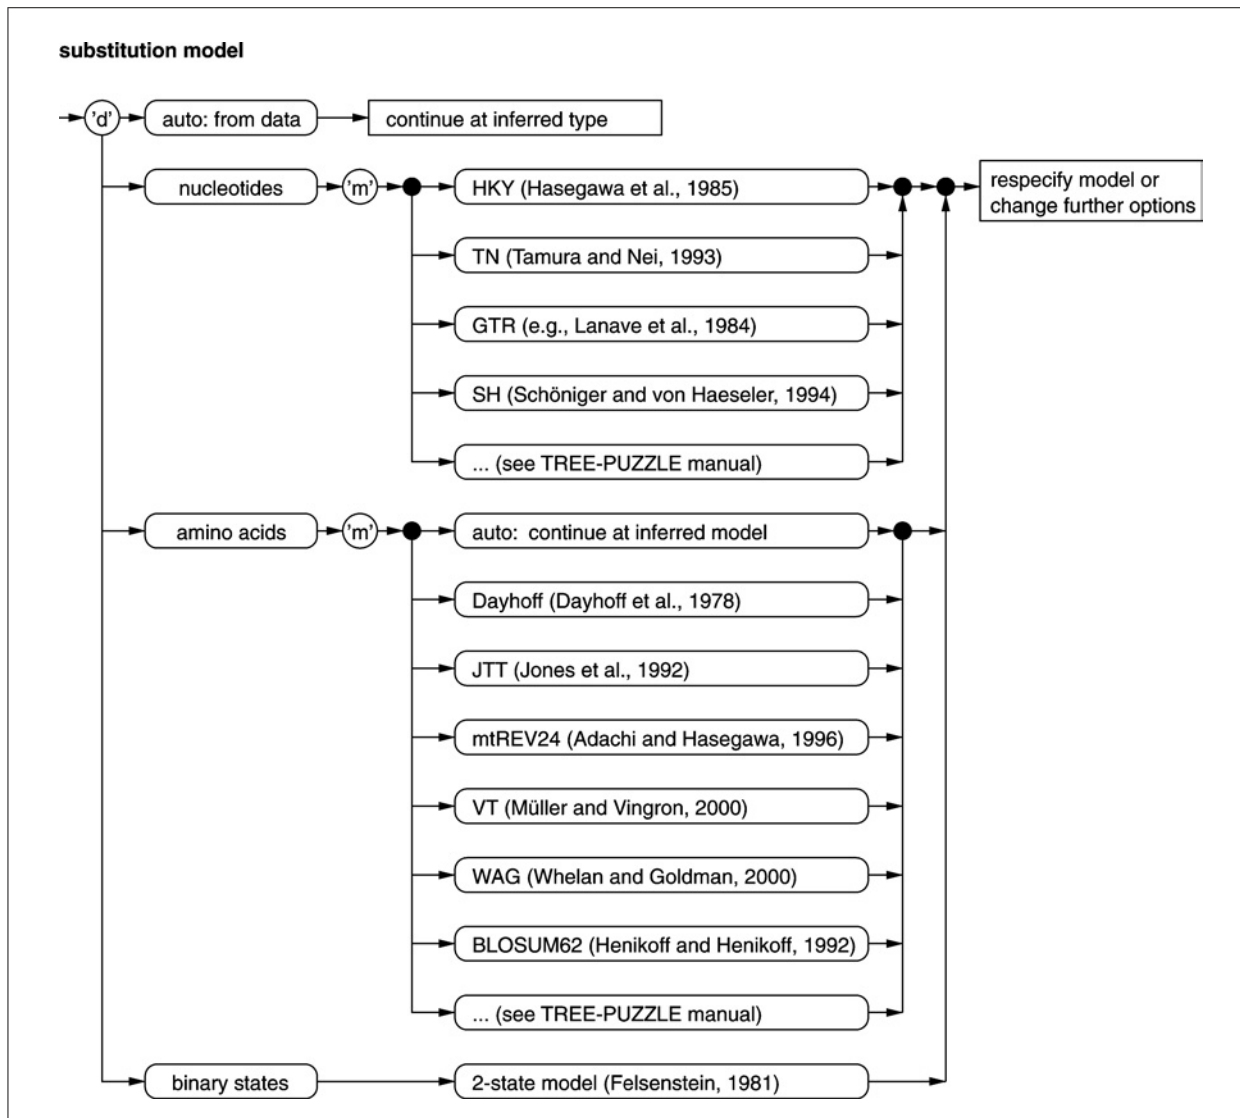 substitution model
'd' auto: from data continue at inferred type
nucleotides 'm' HKY (Hasegawa et al., 1985) respecify model or
change further options
TN (Tamura and Nei, 1993)
GTR (e.g., Lanave et al., 1984)
SH (Schöniger and von Haeseler, 1994)
... (see TREE-PUZZLE manual)
amino acids 'm' auto: continue at inferred model
Dayhoff (Dayhoff et al., 1978)
JTT (Jones et al., 1992)
mtREV24 (Adachi and Hasegawa, 1996)
VT (Müller and Vingron, 2000)
WAG (Whelan and Goldman, 2000)
BLOSUM62 (Henikoff and Henikoff, 1992)
... (see TREE-PUZZLE manual)
binary states 2-state model (Felsenstein, 1981)